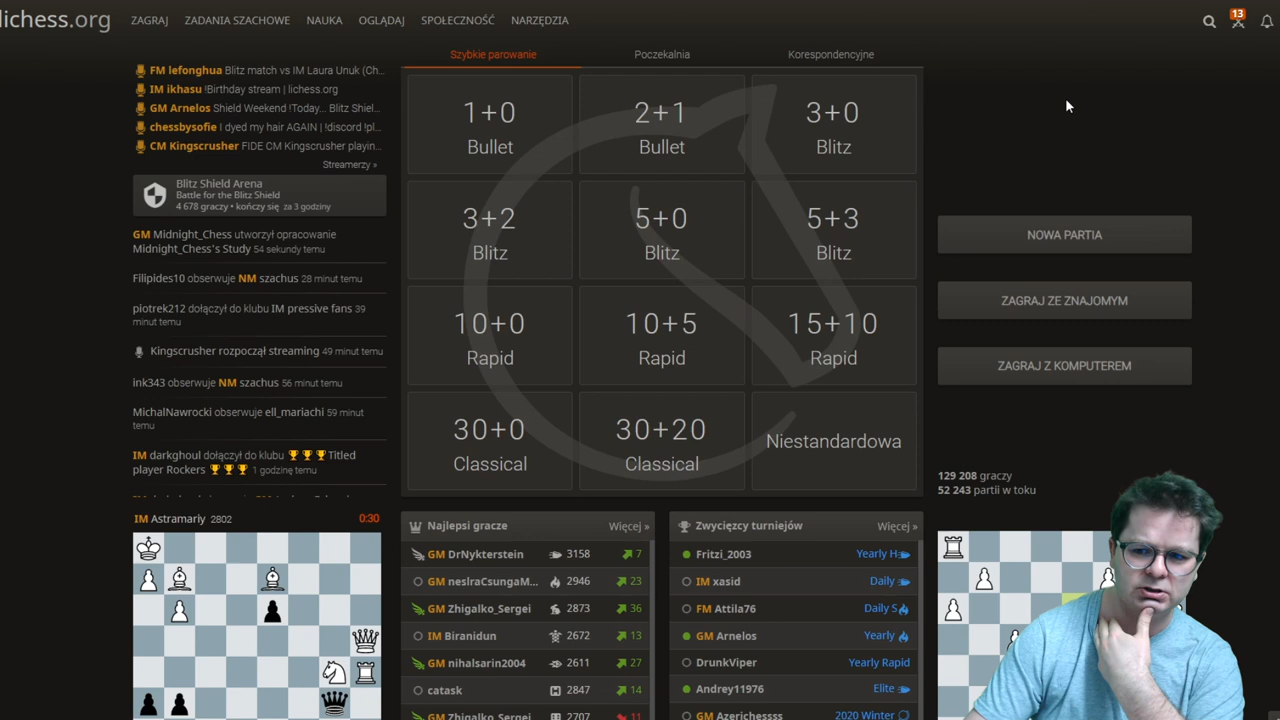 lichess.org
ZAGRAJ
ZADANIA SZACHOWE
NAUKA
OGLĄDAJ
SPOŁECZNOŚĆ
NARZĘDZIA
13
FM lefonghua Blitz match vs IM Laura Unuk (Ch...
IM ikhasu !Birthday stream | lichess.org
GM Arnelos Shield Weekend !Today... Blitz Shiel...
chessbysofie I dyed my hair AGAIN | !discord !pl...
CM Kingscrusher FIDE CM Kingscrusher playin...
Streamerzy »
Blitz Shield Arena
Battle for the Blitz Shield
4 678 graczy • kończy się za 3 godziny
GM Midnight_Chess utworzył opracowanie
Midnight_Chess's Study 54 sekundy temu
Filipides10 obserwuje NM szachus 28 minut temu
piotrek212 dołączył do klubu IM pressive fans 39
minut temu
Kingscrusher rozpoczął streaming 49 minut temu
ink343 obserwuje NM szachus 56 minut temu
MichalNawrocki obserwuje ell_mariachi 59 minut
temu
IM darkghoul dołączył do klubu 🏆🏆🏆Titled
player Rockers 🏆🏆🏆 1 godzinę temu
IM Astramariy 2802
0:30
Szybkie parowanie
Poczekalnia
Korespondencyjne
1+0
Bullet
2+1
Bullet
3+0
Blitz
3+2
Blitz
5+0
Blitz
5+3
Blitz
10+0
Rapid
10+5
Rapid
15+10
Rapid
30+0
Classical
30+20
Classical
Niestandardowa
Najlepsi gracze
Więcej »
GM DrNykterstein 3158 7
GM neslraCsungaM... 2946 23
GM Zhigalko_Sergei 2873 36
IM Biranidun 2672 13
GM nihalsarin2004 2611 27
catask 2847 14
GM Zhigalko_Sergei 2707 11
Zwycięzcy turniejów
Więcej »
Fritzi_2003 Yearly H
IM xasid Daily
FM Attila76 Daily S
GM Arnelos Yearly
DrunkViper Yearly Rapid
Andrey11976 Elite
GM Azerichessss 2020 Winter
NOWA PARTIA
ZAGRAJ ZE ZNAJOMYM
ZAGRAJ Z KOMPUTEREM
129 208 graczy
52 243 partii w toku